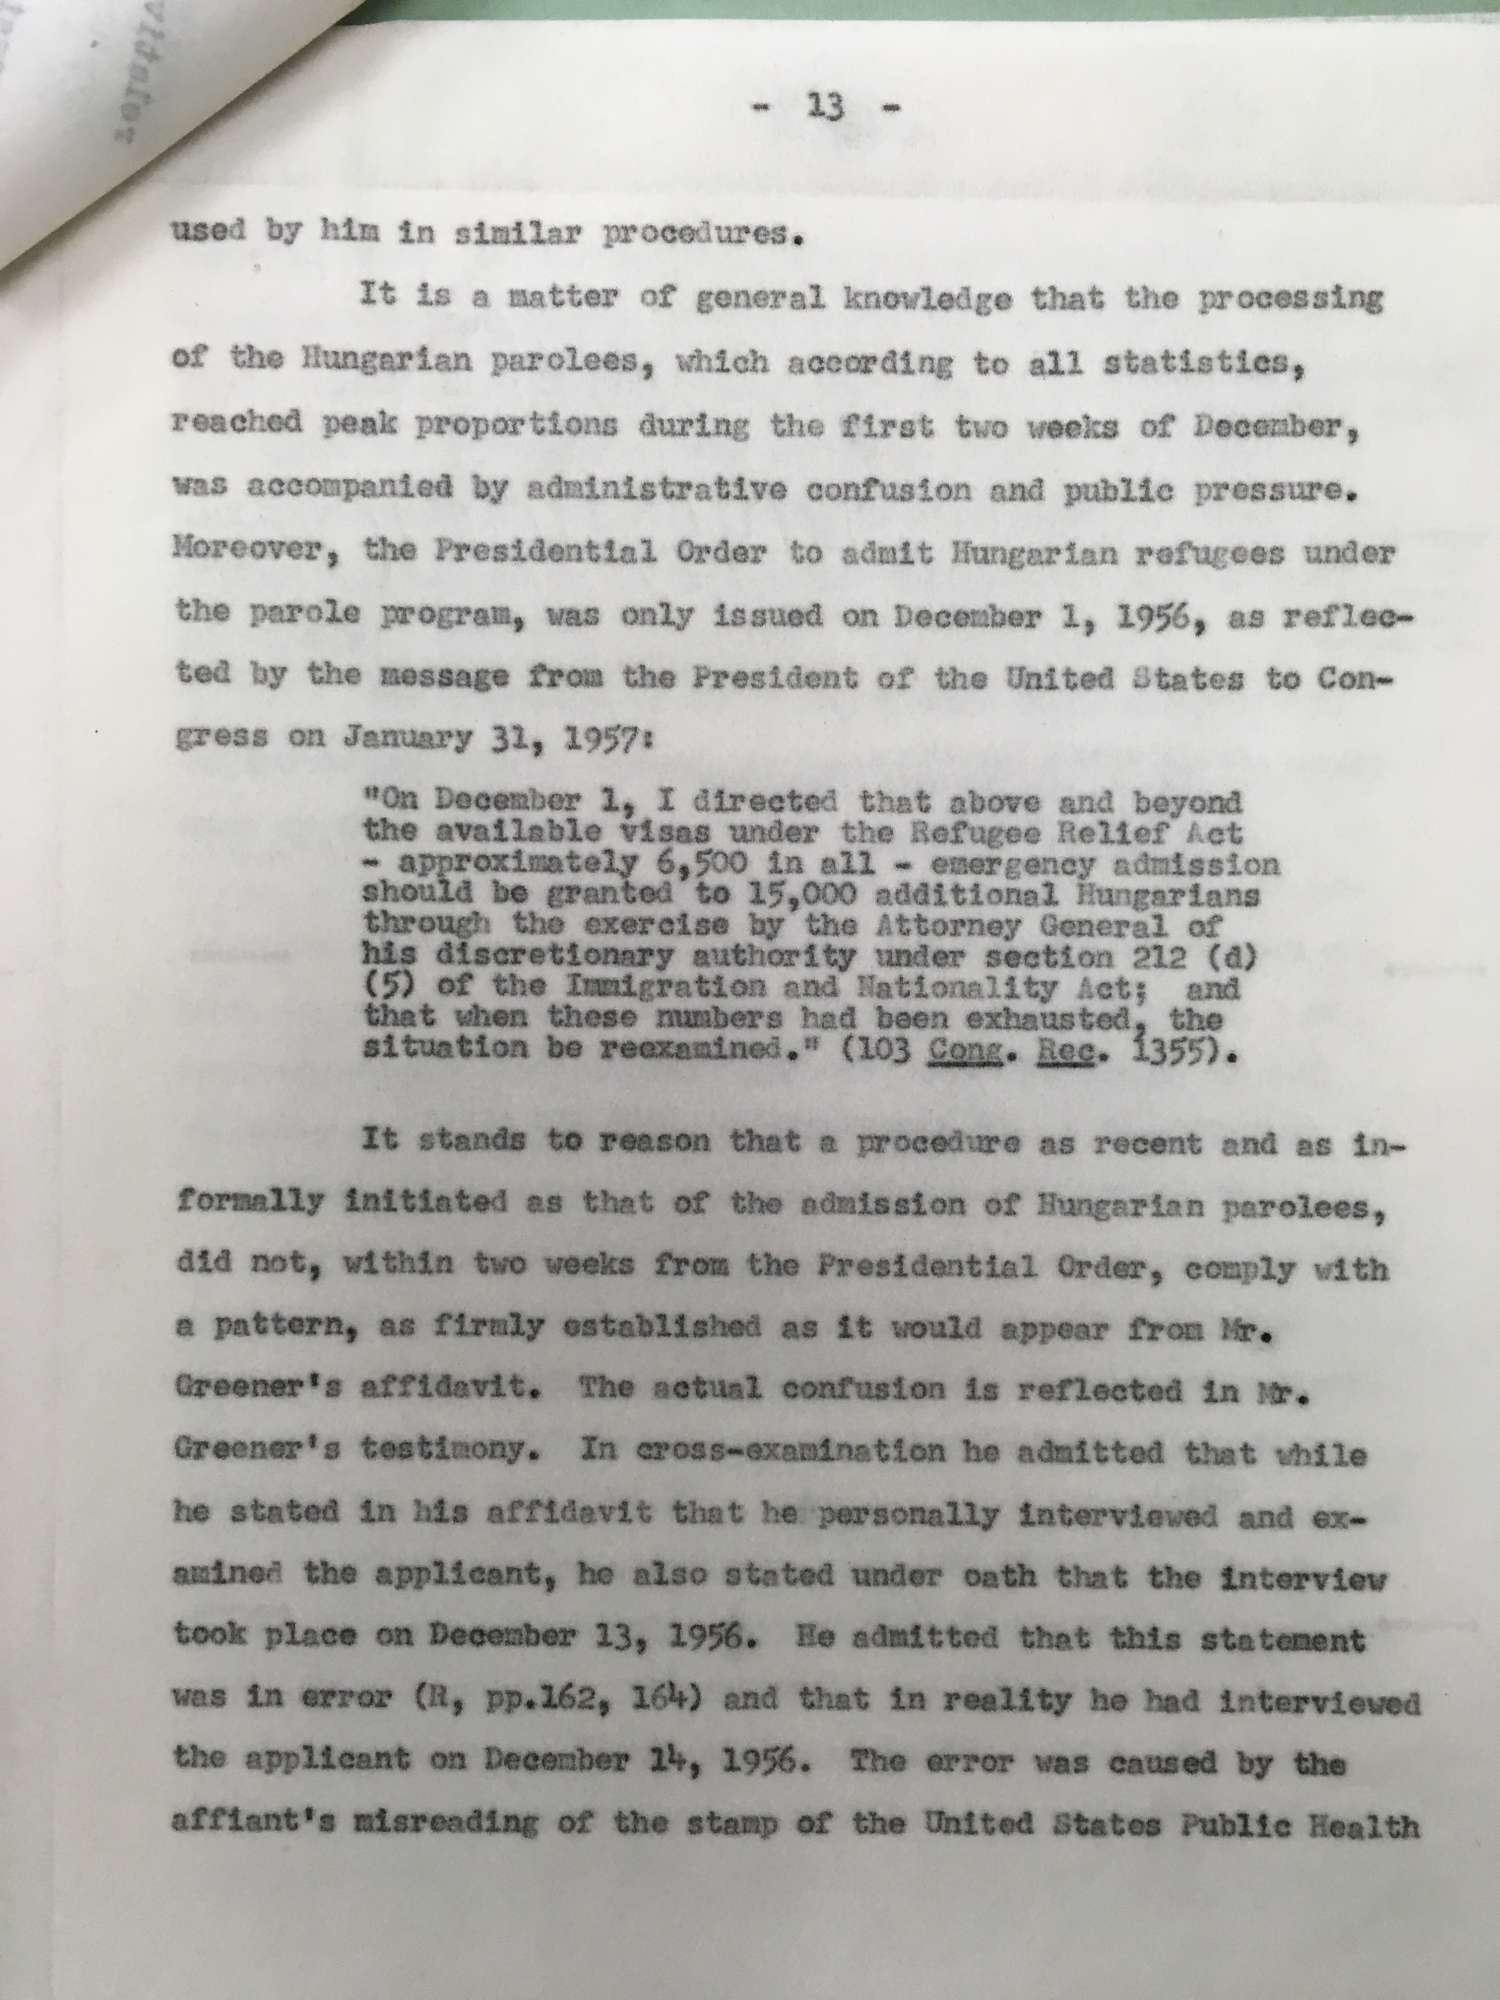 - 13 -
used by him in similar procedures.
It is a matter of general knowledge that the processing
of the Hungarian parolees, which according to all statistics,
reached peak proportions during the first two weeks of December,
was accompanied by administrative confusion and public pressure.
Moreover, the Presidential Order to admit Hungarian refugees under
the parole program, was only issued on December 1, 1956, as reflec-
ted by the message from the President of the United States to Con-
gress on January 31, 1957:
"On December 1, I directed that above and beyond
the available visas under the Refugee Relief Act
- approximately 6,500 in all - emergency admission
should be granted to 15,000 additional Hungarians
through the exercise by the Attorney General of
his discretionary authority under section 212 (d)
(5) of the Immigration and Nationality Act; and
that when these numbers had been exhausted, the
situation be reexamined." (103 Cong. Rec. 1355).
It stands to reason that a procedure as recent and as in-
formally initiated as that of the admission of Hungarian parolees,
did not, within two weeks from the Presidential Order, comply with
a pattern, as firmly established as it would appear from Mr.
Greener's affidavit. The actual confusion is reflected in Mr.
Greener's testimony. In cross-examination he admitted that while
he stated in his affidavit that he personally interviewed and ex-
amined the applicant, he also stated under oath that the interview
took place on December 13, 1956. He admitted that this statement
was in error (R, pp.162, 164) and that in reality he had interviewed
the applicant on December 14, 1956. The error was caused by the
affiant's misreading of the stamp of the United States Public Health